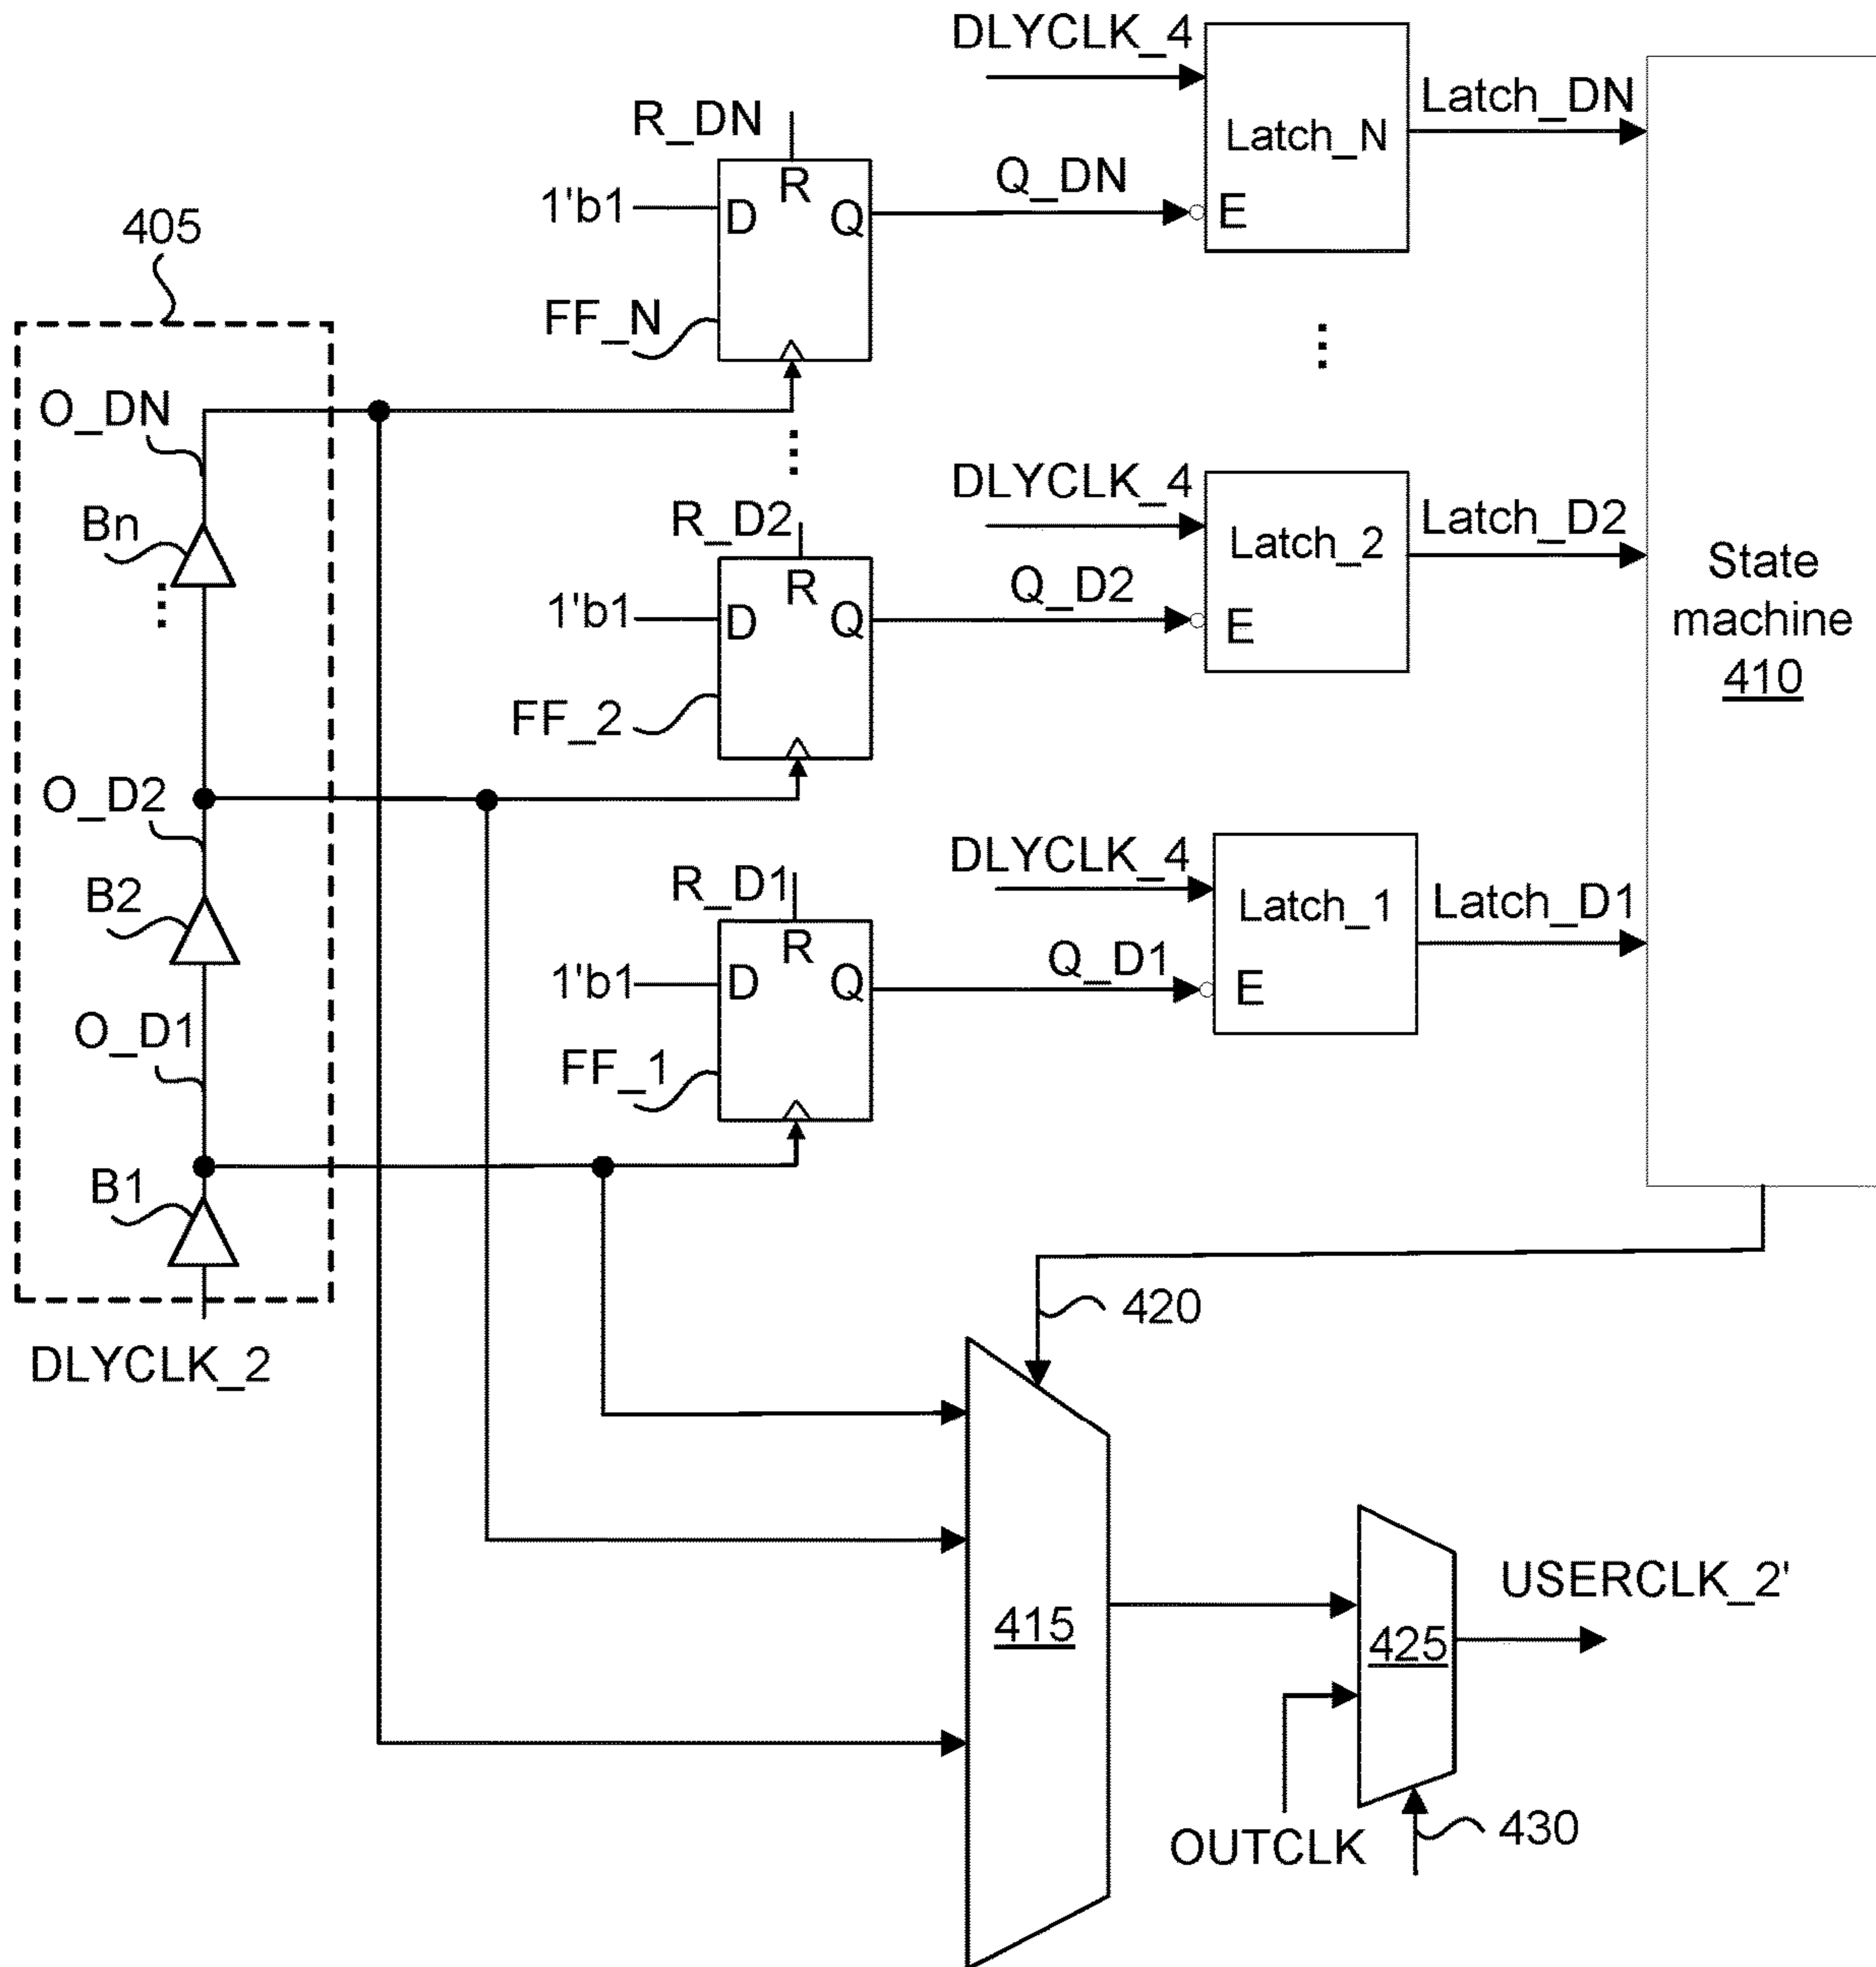 DLYCLK_4
Latch_DN
R_DN
Latch_N
R
Q_DN
1'b1
D
Q
E
405
FF_N
O_DN
DLYCLK_4
Latch_D2
R_D2
Bn
Latch_2
State
machine
410
R
Q_D2
1'b1
D
Q
E
FF_2
O_D2
DLYCLK_4
R_D1
B2
Latch_1
Latch_D1
R
Q_D1
1'b1
D
Q
E
O_D1
FF_1
B1
420
DLYCLK_2
USERCLK_2'
415
425
430
OUTCLK